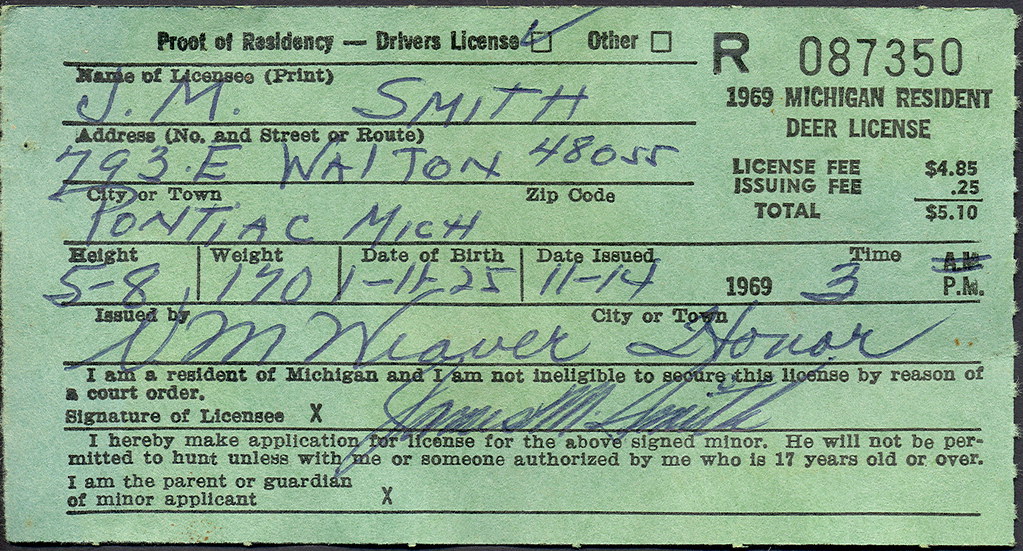 Proof of Residency — Drivers License ☑ Other ☐
R 087350
1969 MICHIGAN RESIDENT
DEER LICENSE
LICENSE FEE $4.85
ISSUING FEE .25
TOTAL $5.10
Name of Licensee (Print)
J. M. SMITH
Address (No. and Street or Route)
793 E WALTON 48055
City or Town Zip Code
PONTIAC MICH
Height Weight Date of Birth Date Issued Time A.M.
5-8 170 1-11-25 11-14 1969 3 P.M.
Issued by City or Town
M Weaver Honor
I am a resident of Michigan and I am not ineligible to secure this license by reason of
a court order.
Signature of Licensee X James M. Smith
I hereby make application for license for the above signed minor. He will not be per-
mitted to hunt unless with me or someone authorized by me who is 17 years old or over.
I am the parent or guardian
of minor applicant X